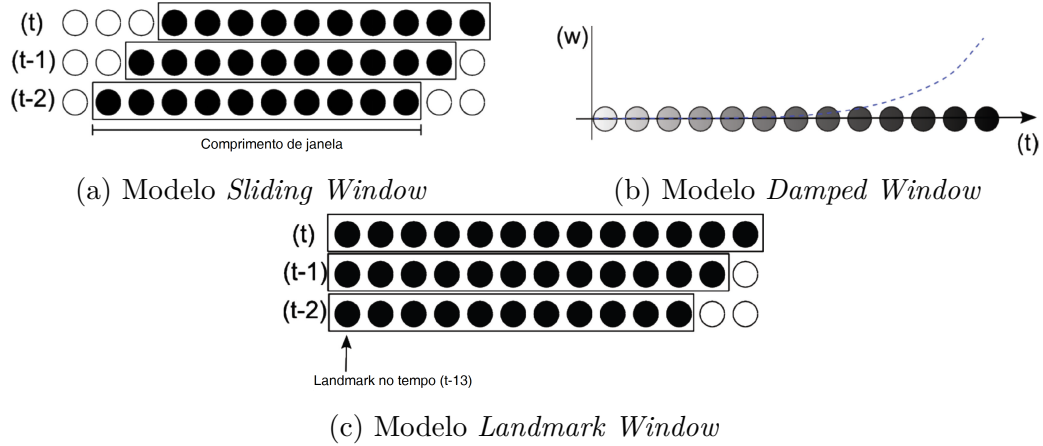 (t)
(t-1)
(t-2)
Comprimento de janela
(w)
(t)
(a) Modelo Sliding Window
(b) Modelo Damped Window
(t)
(t-1)
(t-2)
Landmark no tempo (t-13)
(c) Modelo Landmark Window